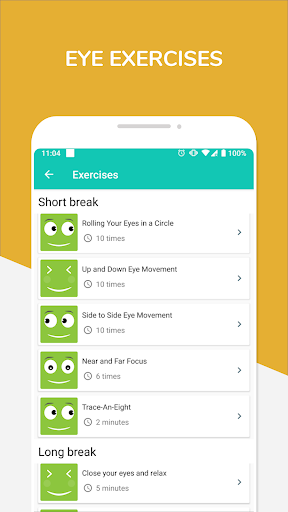 EYE EXERCISES
11:04
100%
Exercises
Short break
Rolling Your Eyes in a Circle
10 times
Up and Down Eye Movement
10 times
Side to Side Eye Movement
10 times
Near and Far Focus
6 times
Trace-An-Eight
2 minutes
Long break
Close your eyes and relax
5 minutes